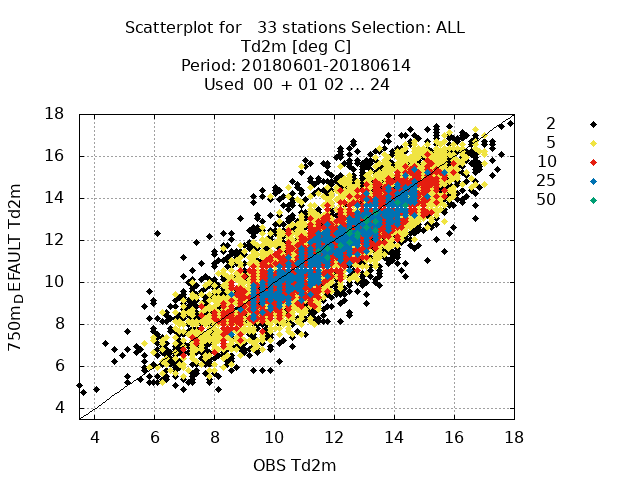 Scatterplot for   33 stations Selection: ALL
Td2m [deg C]
Period: 20180601-20180614
Used  00 + 01 02 ... 24
18
16
14
12
10
8
6
4
750m_DEFAULT Td2m
4 6 8 10 12 14 16 18
OBS Td2m
2
5
10
25
50